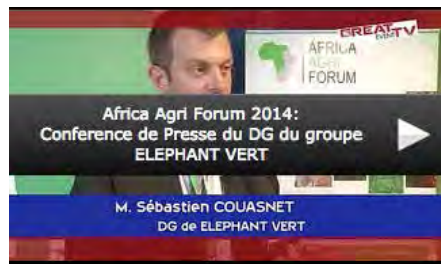 GREAT TV
AFRICA
AGRI
FORUM
Africa Agri Forum 2014:
Conference de Presse du DG du groupe
ELEPHANT VERT
M. Sébastien COUASNET
DG de ELEPHANT VERT